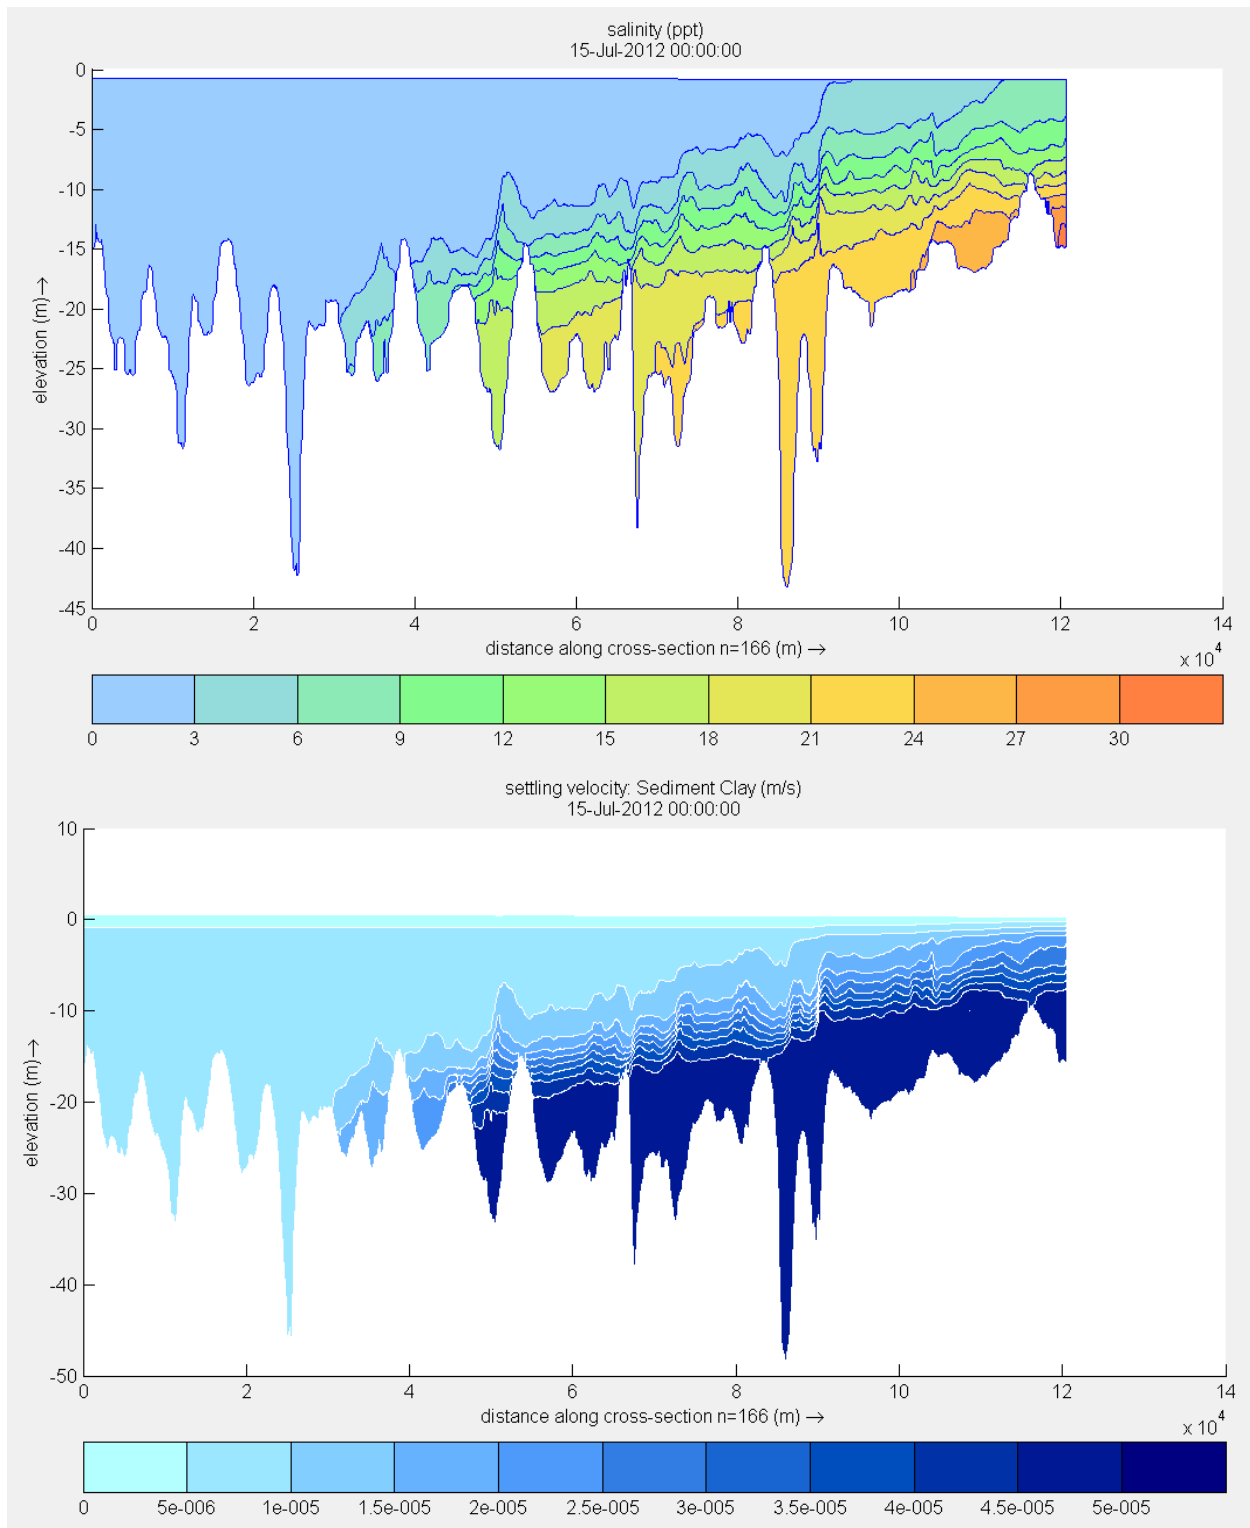 salinity (ppt)
15-Jul-2012 00:00:00
0
-5
-10
-15
-20
-25
-30
-35
-40
-45
elevation (m)→
0 2 4 6 8 10 12 14
distance along cross-section n=166 (m) →
x 10^4
0 3 6 9 12 15 18 21 24 27 30
settling velocity: Sediment Clay (m/s)
15-Jul-2012 00:00:00
10
0
-10
-20
-30
-40
-50
elevation (m)→
0 2 4 6 8 10 12 14
distance along cross-section n=166 (m) →
x 10^4
0 5e-006 1e-005 1.5e-005 2e-005 2.5e-005 3e-005 3.5e-005 4e-005 4.5e-005 5e-005